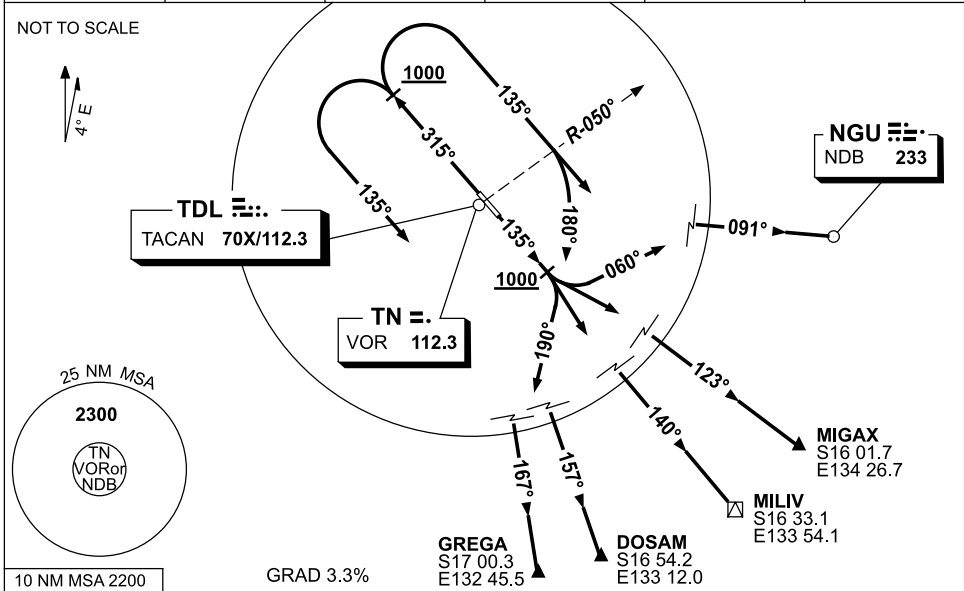 NOT TO SCALE
4° E
1000
135°
R-050°
315°
135°
NGU
NDB 233
TDL
TACAN 70X/112.3
135°
180°
091°
1000
060°
TN
VOR 112.3
190°
25 NM MSA
2300
TN
VORor
NDB
123°
140°
MIGAX
S16 01.7
E134 26.7
167°
157°
MILIV
S16 33.1
E133 54.1
GREGA
S17 00.3
E132 45.5
DOSAM
S16 54.2
E133 12.0
10 NM MSA 2200
GRAD 3.3%